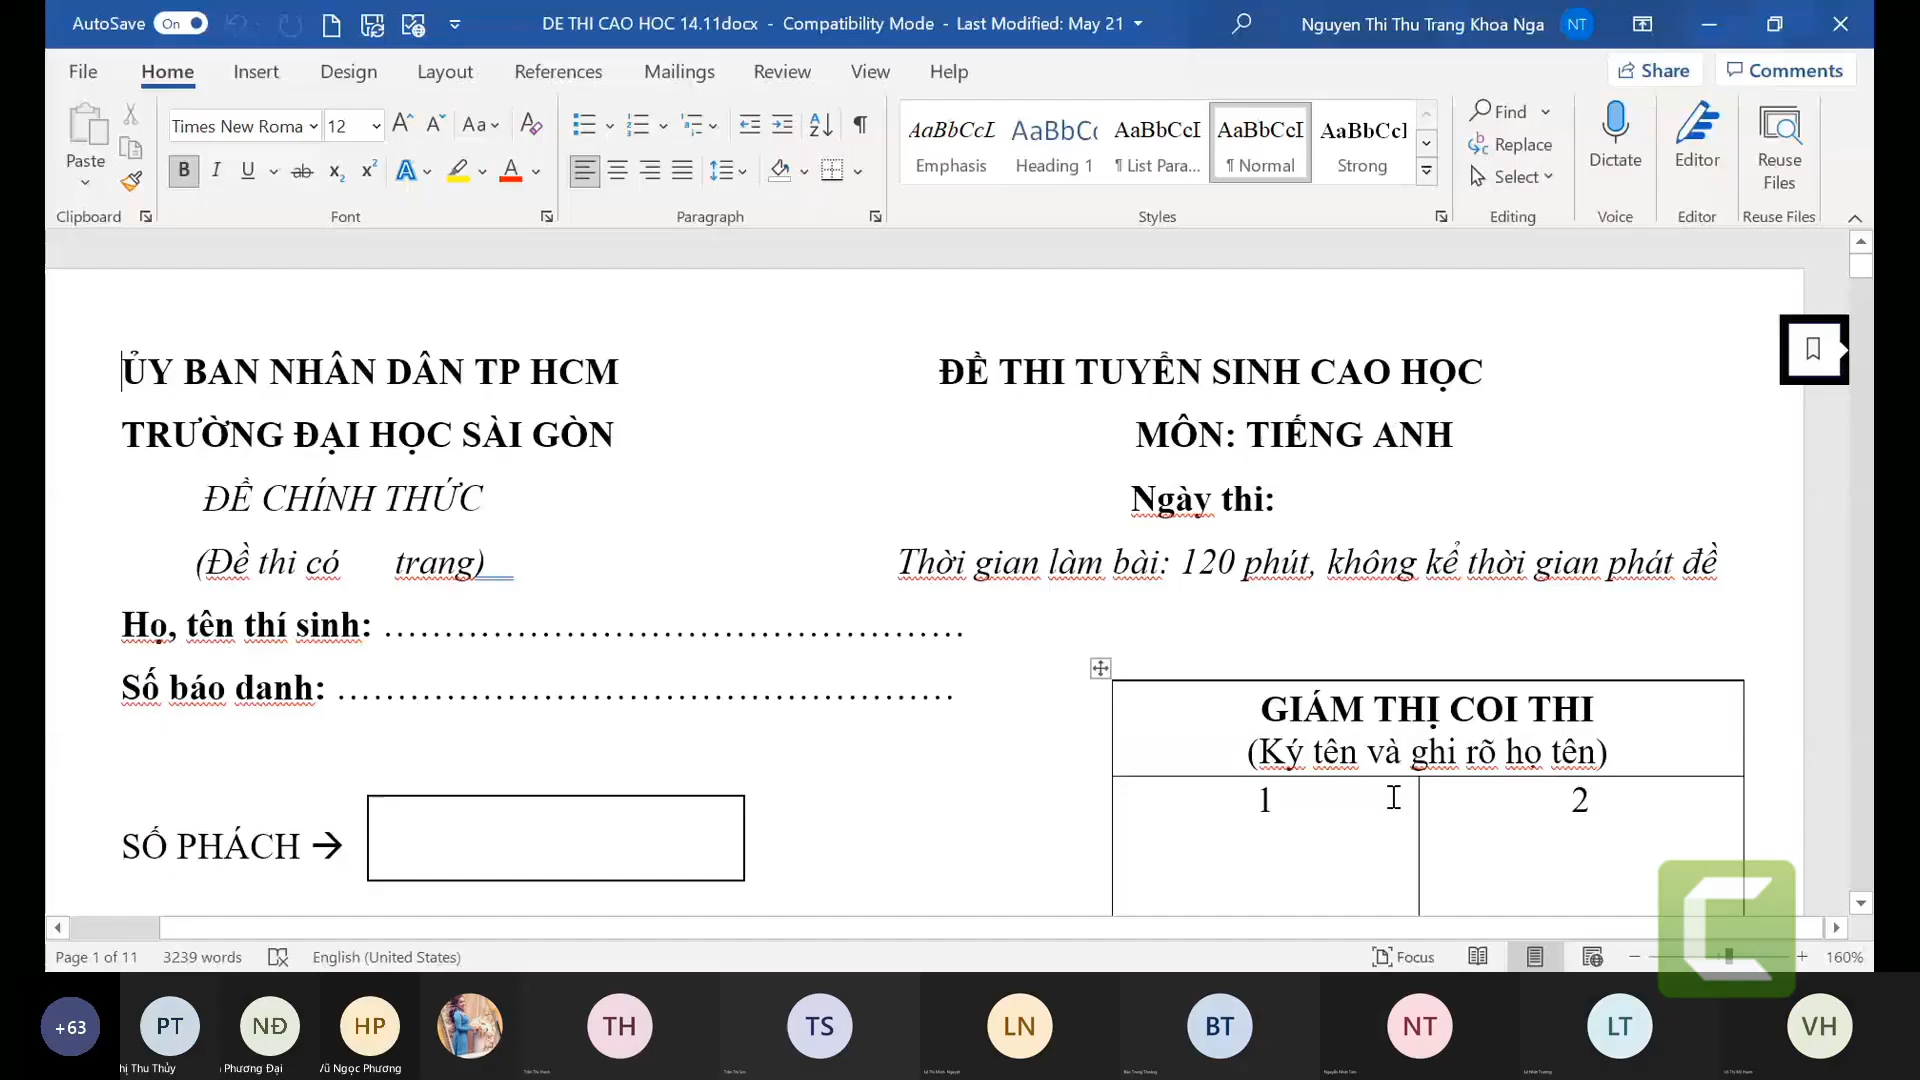 AutoSave On DE THI CAO HOC 14.11docx - Compatibility Mode - Last Modified: May 21 Nguyen Thi Thu Trang Khoa Nga NT
File Home Insert Design Layout References Mailings Review View Help Share Comments
Times New Roma 12 Aa
Paste B I U ab x₂ x² A A
AaBbCcL AaBbCc AaBbCcI AaBbCcI AaBbCcl
Emphasis Heading 1 ¶ List Para... ¶ Normal Strong
Find
Replace
Select
Dictate Editor Reuse Files
Clipboard Font Paragraph Styles Editing Voice Editor Reuse Files
ỦY BAN NHÂN DÂN TP HCM ĐỀ THI TUYỂN SINH CAO HỌC
TRƯỜNG ĐẠI HỌC SÀI GÒN MÔN: TIẾNG ANH
ĐỀ CHÍNH THỨC Ngày thi:
(Đề thi có trang) Thời gian làm bài: 120 phút, không kể thời gian phát đề
Họ, tên thí sinh: ………………………………………………
Số báo danh: …………………………………………………
GIÁM THỊ COI THI
(Ký tên và ghi rõ họ tên)
1 2
SỐ PHÁCH →
Page 1 of 11 3239 words English (United States) Focus 160%
+63 PT NĐ HP TH TS LN BT NT LT VH
hị Thu Thủy Phương Đại Vũ Ngọc Phương